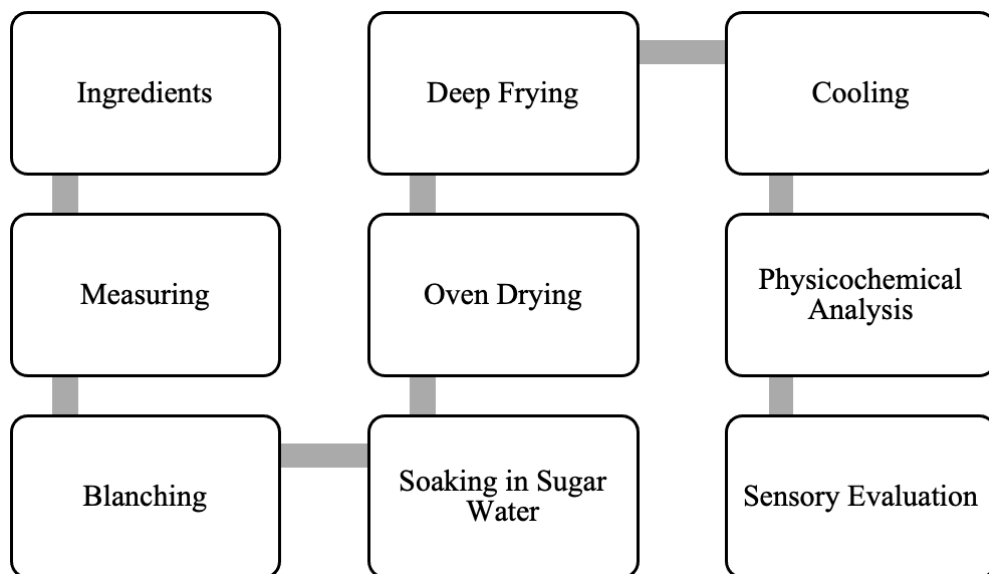 Ingredients
Measuring
Blanching
Soaking in Sugar
Water
Oven Drying
Deep Frying
Cooling
Physicochemical
Analysis
Sensory Evaluation